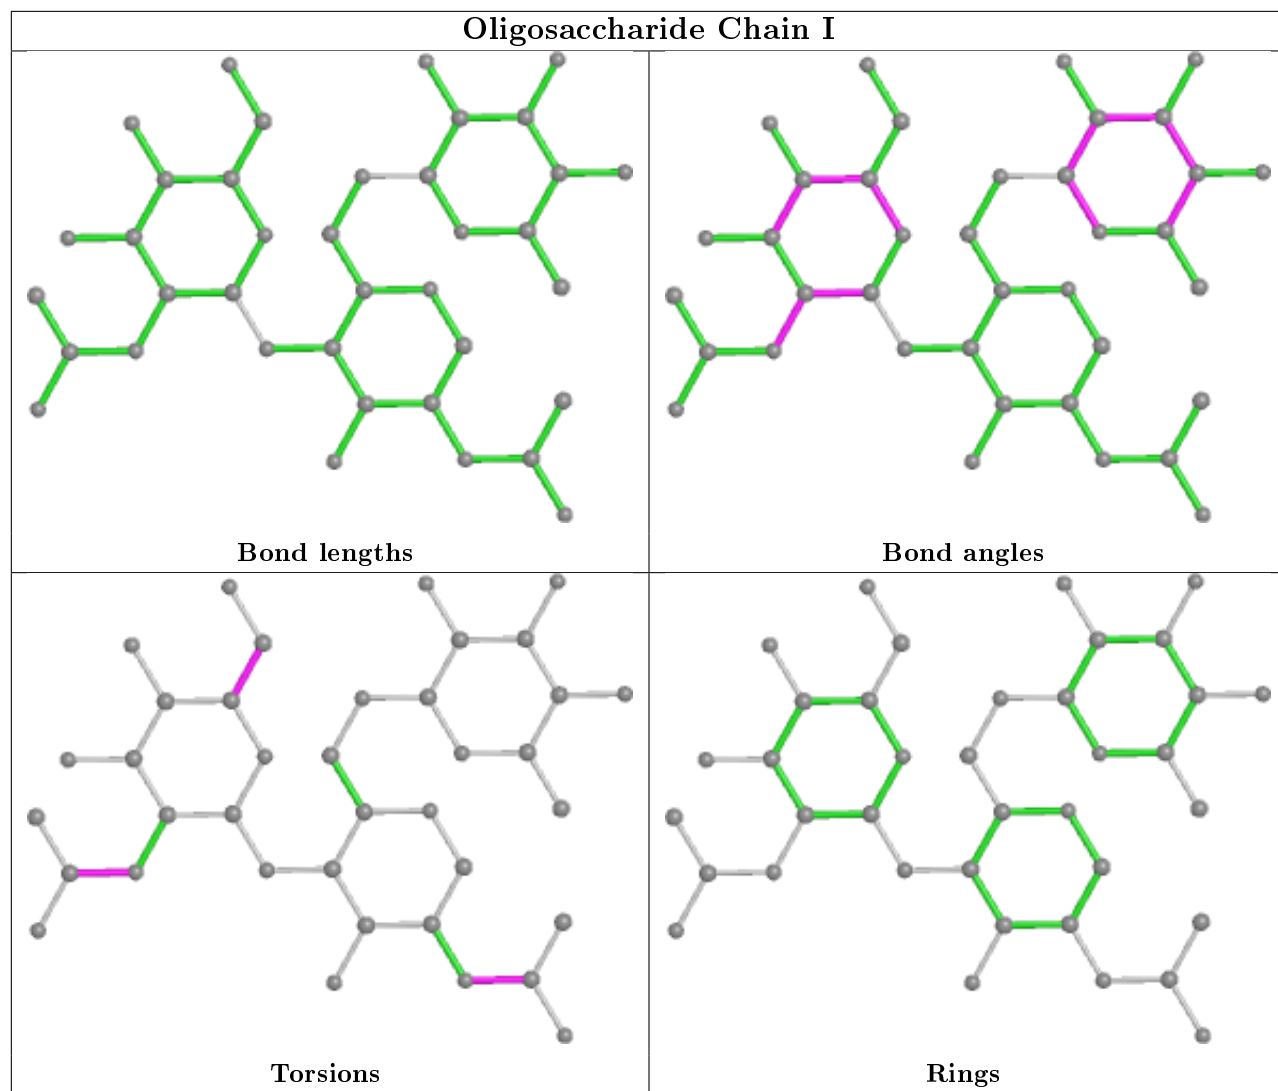 Oligosaccharide Chain I
Bond lengths
Bond angles
Torsions
Rings